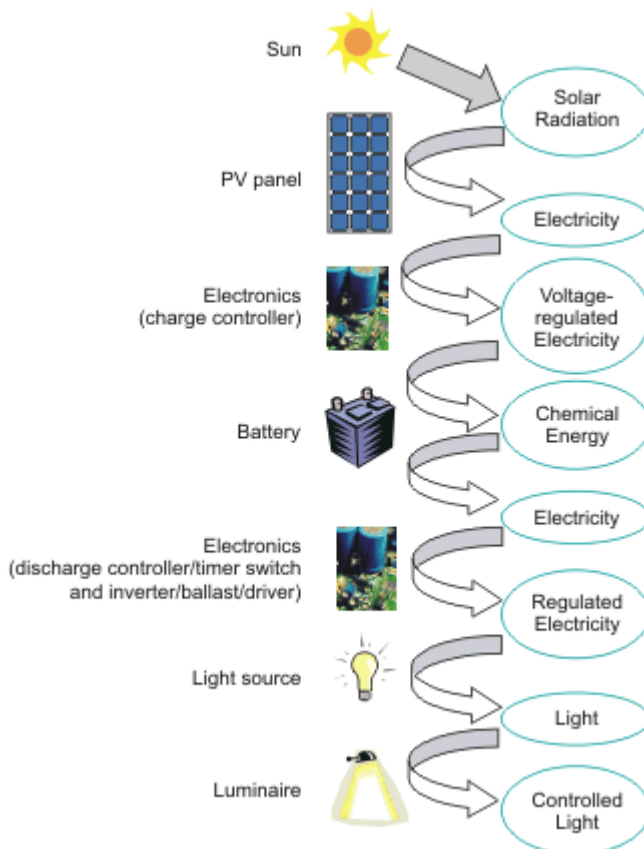 Sun
Solar
Radiation
PV panel
Electricity
Electronics
(charge controller)
Voltage-
regulated
Electricity
Battery
Chemical
Energy
Electricity
Electronics
(discharge controller/timer switch
and inverter/ballast/driver)
Regulated
Electricity
Light source
Light
Luminaire
Controlled
Light